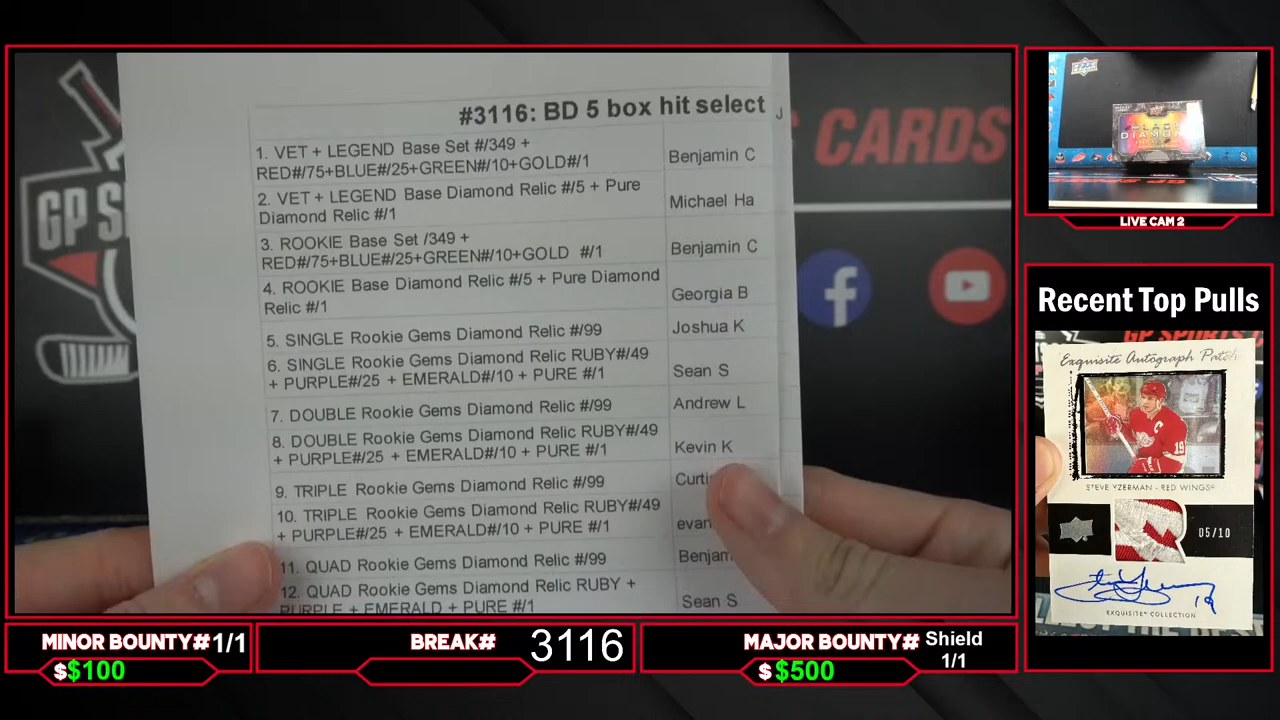 #3116: BD 5 box hit select
J
1. VET + LEGEND Base Set #/349 +
RED#/75+BLUE#/25+GREEN#/10+GOLD#/1
Benjamin C
2. VET + LEGEND Base Diamond Relic #/5 + Pure
Diamond Relic #/1
Michael Ha
3. ROOKIE Base Set /349 +
RED#/75+BLUE#/25+GREEN#/10+GOLD #/1
Benjamin C
4. ROOKIE Base Diamond Relic #/5 + Pure Diamond
Relic #/1
Georgia B
5. SINGLE Rookie Gems Diamond Relic #/99
Joshua K
6. SINGLE Rookie Gems Diamond Relic RUBY#/49
+ PURPLE#/25 + EMERALD#/10 + PURE #/1
Sean S
7. DOUBLE Rookie Gems Diamond Relic #/99
Andrew L
8. DOUBLE Rookie Gems Diamond Relic RUBY#/49
+ PURPLE#/25 + EMERALD#/10 + PURE #/1
Kevin K
9. TRIPLE Rookie Gems Diamond Relic #/99
Curti
10. TRIPLE Rookie Gems Diamond Relic RUBY#/49
+ PURPLE#/25 + EMERALD#/10 + PURE #/1
evan
11. QUAD Rookie Gems Diamond Relic #/99
Benjam
12. QUAD Rookie Gems Diamond Relic RUBY +
PURPLE + EMERALD + PURE #/1
Sean S
GP S
CARDS
LIVE CAM 2
Recent Top Pulls
Exquisite Autograph Patch
STEVE YZERMAN - RED WINGS
05/10
EXQUISITE COLLECTION
MINOR BOUNTY# 1/1
$ $100
BREAK# 3116
MAJOR BOUNTY# Shield
1/1
$ $500